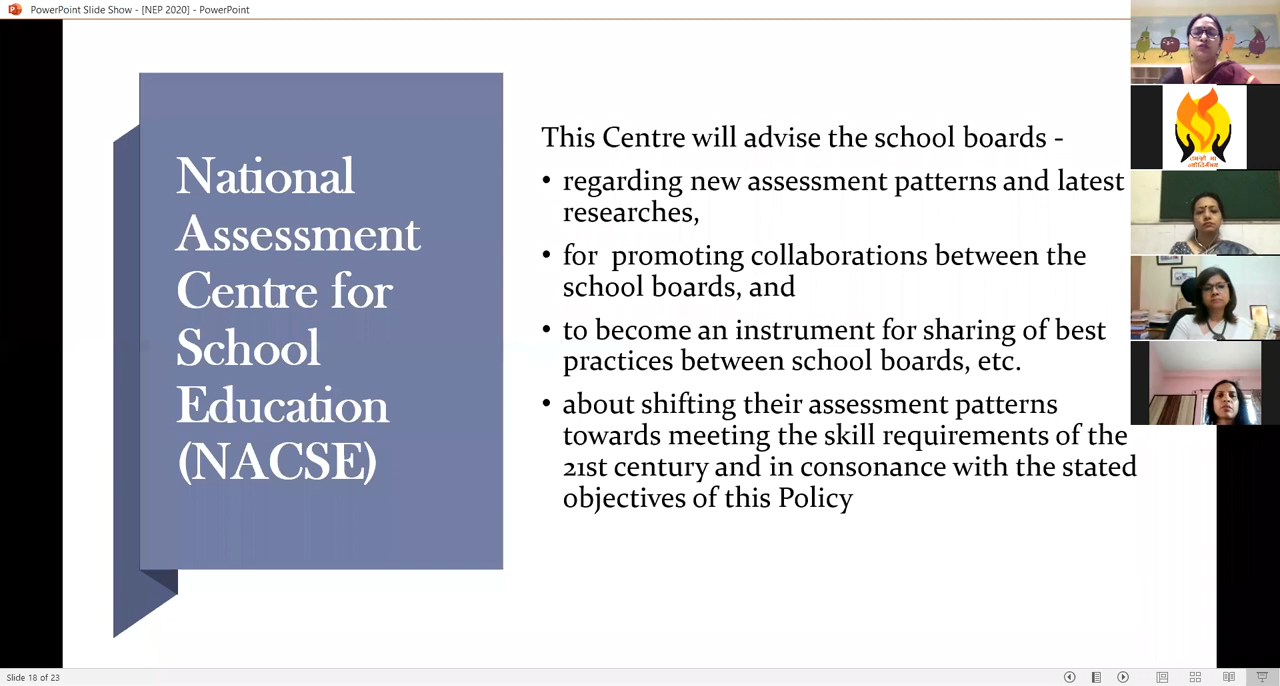 PowerPoint Slide Show - [NEP 2020] - PowerPoint
National
Assessment
Centre for
School
Education
(NACSE)
This Centre will advise the school boards -
• regarding new assessment patterns and latest
researches,
• for promoting collaborations between the
school boards, and
• to become an instrument for sharing of best
practices between school boards, etc.
• about shifting their assessment patterns
towards meeting the skill requirements of the
21st century and in consonance with the stated
objectives of this Policy
तमसो मा
ज्योतिर्गमय
Slide 18 of 23